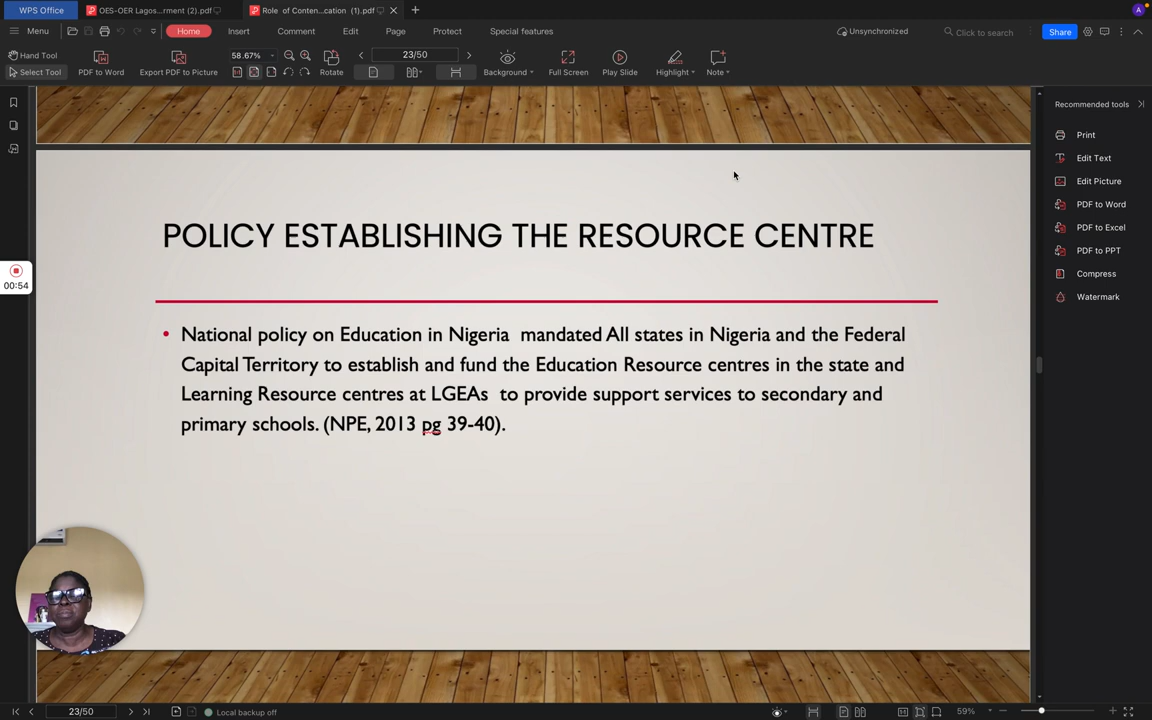 WPS Office
OES-OER Lagos...rment (2).pdf
Role of Conten...cation (1).pdf
A
Menu
Home
Insert
Comment
Edit
Page
Protect
Special features
Unsynchronized
Click to search
Share
Hand Tool
Select Tool
PDF to Word
Export PDF to Picture
58.67%
Rotate
23/50
Background
Full Screen
Play Slide
Highlight
Note
Recommended tools
Print
Edit Text
Edit Picture
PDF to Word
PDF to Excel
PDF to PPT
Compress
Watermark
00:54
POLICY ESTABLISHING THE RESOURCE CENTRE
• National policy on Education in Nigeria mandated All states in Nigeria and the Federal
Capital Territory to establish and fund the Education Resource centres in the state and
Learning Resource centres at LGEAs to provide support services to secondary and
primary schools. (NPE, 2013 pg 39-40).
23/50
Local backup off
59%